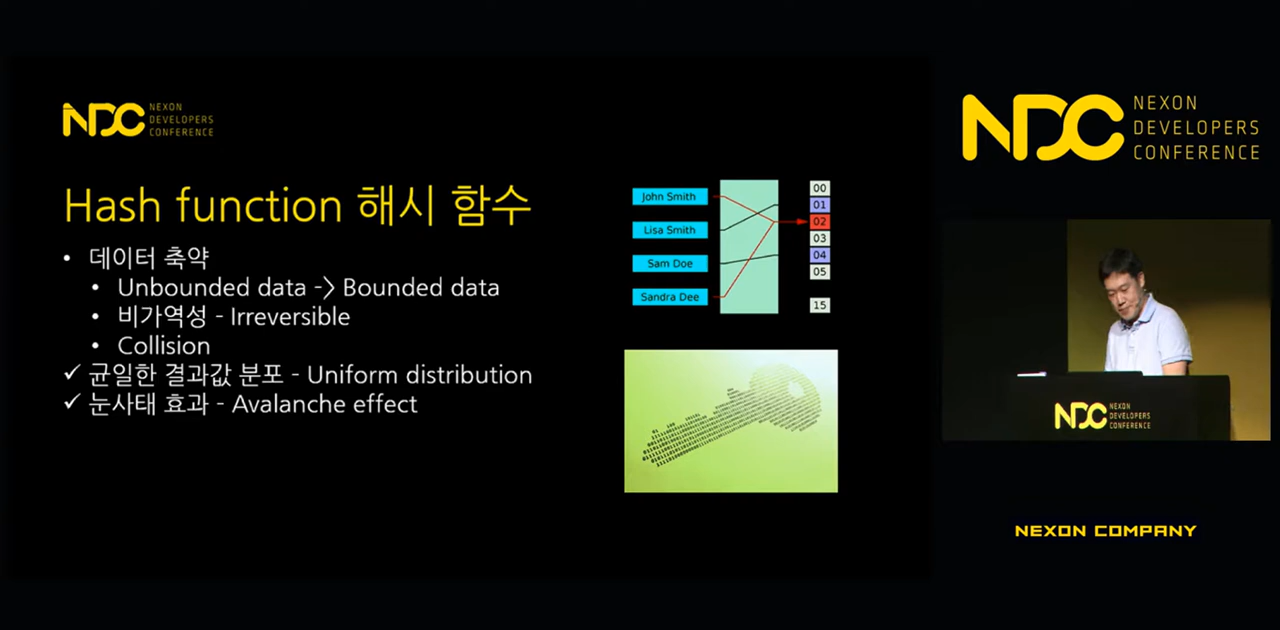 NDC NEXON
DEVELOPERS
CONFERENCE
Hash function 해시 함수
• 데이터 축약
• Unbounded data -> Bounded data
• 비가역성 - Irreversible
• Collision
✓ 균일한 결과값 분포 - Uniform distribution
✓ 눈사태 효과 - Avalanche effect
John Smith
Lisa Smith
Sam Doe
Sandra Dee
00
01
02
03
04
05
15
NDC NEXON
DEVELOPERS
CONFERENCE
NDC NEXON
DEVELOPERS
CONFERENCE
NEXON COMPANY